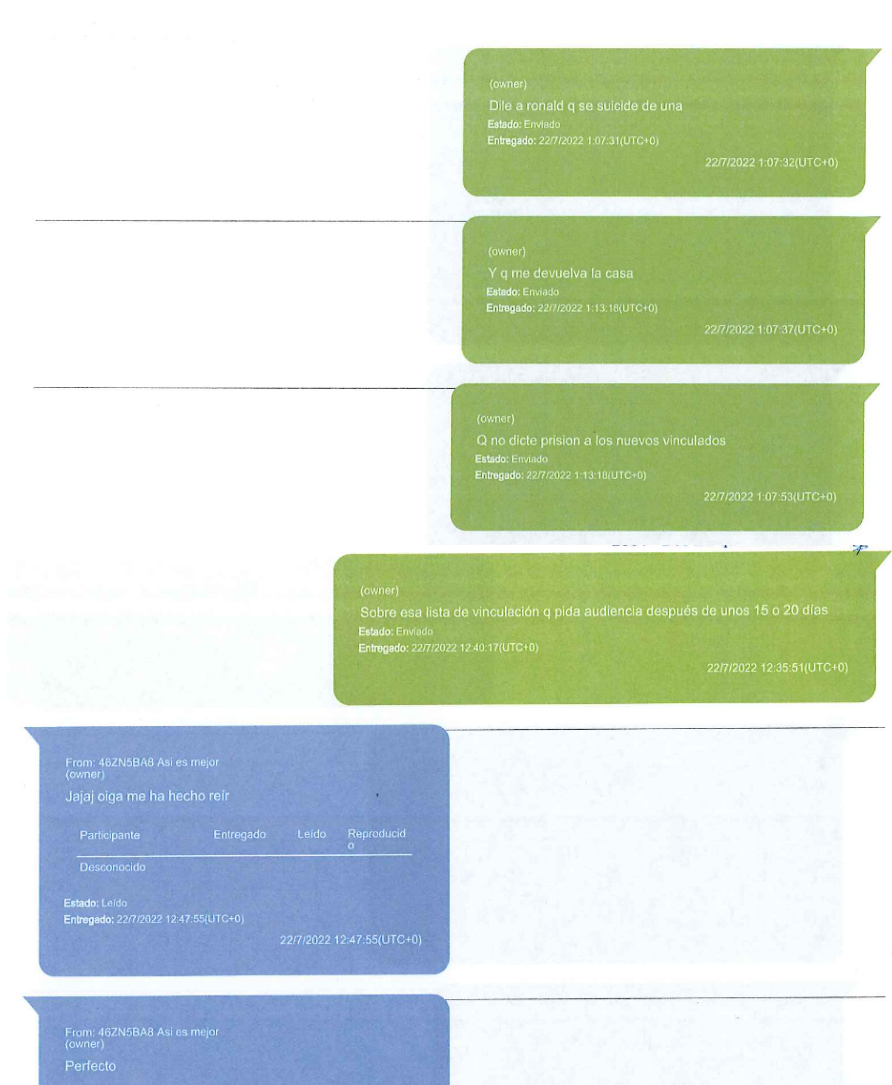 (owner)
Dile a ronald q se suicide de una
Estado: Enviado
Entregado: 22/7/2022 1:07:31(UTC+0)
22/7/2022 1:07:32(UTC+0)
(owner)
Y q me devuelva la casa
Estado: Enviado
Entregado: 22/7/2022 1:13:18(UTC+0)
22/7/2022 1:07:37(UTC+0)
(owner)
Q no dicte prision a los nuevos vinculados
Estado: Enviado
Entregado: 22/7/2022 1:13:18(UTC+0)
22/7/2022 1:07:53(UTC+0)
(owner)
Sobre esa lista de vinculación q pida audiencia después de unos 15 o 20 días
Estado: Enviado
Entregado: 22/7/2022 12:40:17(UTC+0)
22/7/2022 12:35:51(UTC+0)
From: 46ZN5BA8 Asi es mejor
(owner)
Jajaj oiga me ha hecho reír
Participante Entregado Leído Reproducid
o
Desconocido
Estado: Leído
Entregado: 22/7/2022 12:47:55(UTC+0)
22/7/2022 12:47:55(UTC+0)
From: 46ZN5BA8 Asi es mejor
(owner)
Perfecto